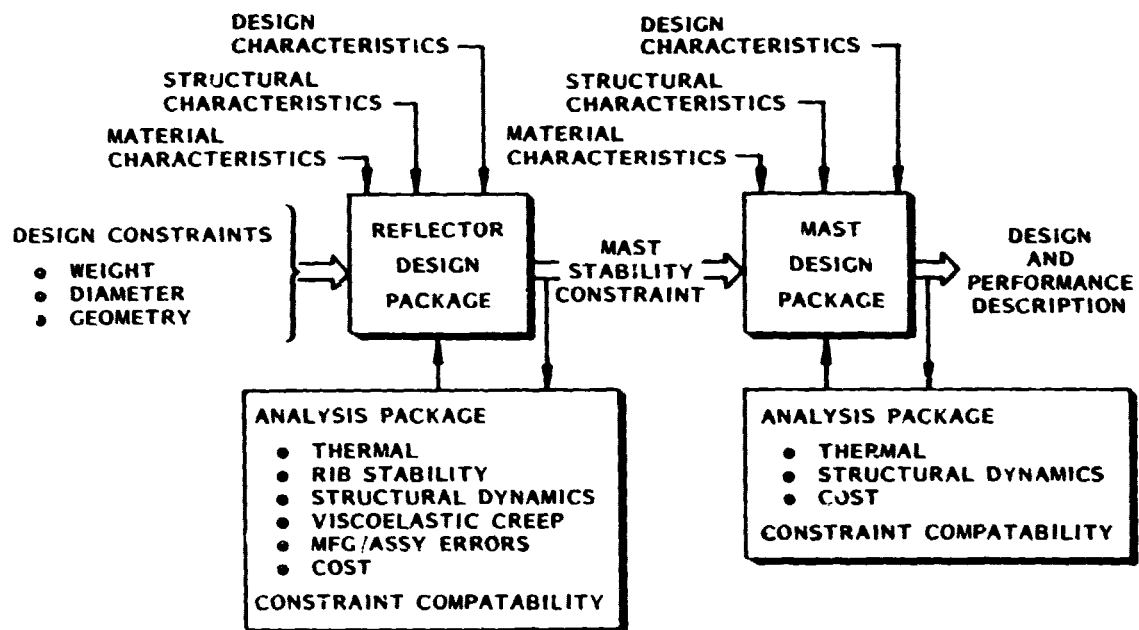 DESIGN
CHARACTERISTICS
STRUCTURAL
CHARACTERISTICS
MATERIAL
CHARACTERISTICS
DESIGN CONSTRAINTS
• WEIGHT
• DIAMETER
• GEOMETRY
REFLECTOR
DESIGN
PACKAGE
MAST
STABILITY
CONSTRAINT
DESIGN
CHARACTERISTICS
STRUCTURAL
CHARACTERISTICS
MATERIAL
CHARACTERISTICS
MAST
DESIGN
PACKAGE
DESIGN
AND
PERFORMANCE
DESCRIPTION
ANALYSIS PACKAGE
• THERMAL
• RIB STABILITY
• STRUCTURAL DYNAMICS
• VISCOELASTIC CREEP
• MFG/ASSY ERRORS
• COST
CONSTRAINT COMPATABILITY
ANALYSIS PACKAGE
• THERMAL
• STRUCTURAL DYNAMICS
• COST
CONSTRAINT COMPATABILITY